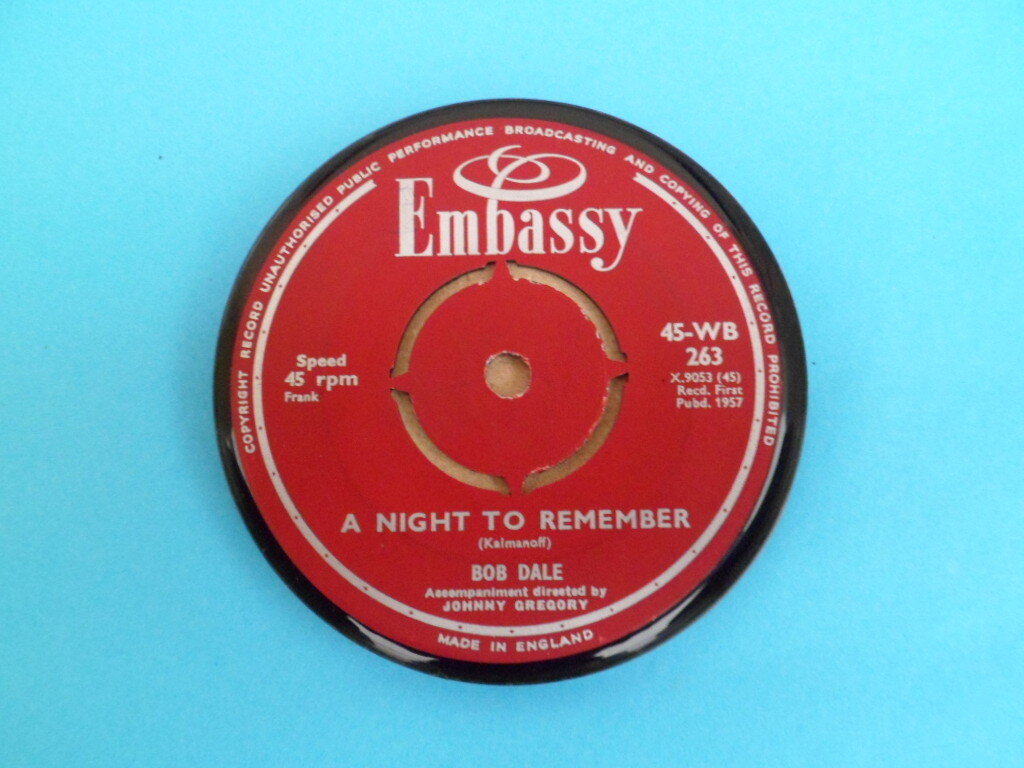 COPYRIGHT RECORD UNAUTHORISED PUBLIC PERFORMANCE BROADCASTING AND COPYING OF THIS RECORD PROHIBITED
Embassy
Speed
45 rpm
Frank
45-WB
263
X.9053 (45)
Recd. First
Pubd. 1957
A NIGHT TO REMEMBER
(Kalmanoff)
BOB DALE
Accompaniment directed by
JOHNNY GREGORY
MADE IN ENGLAND